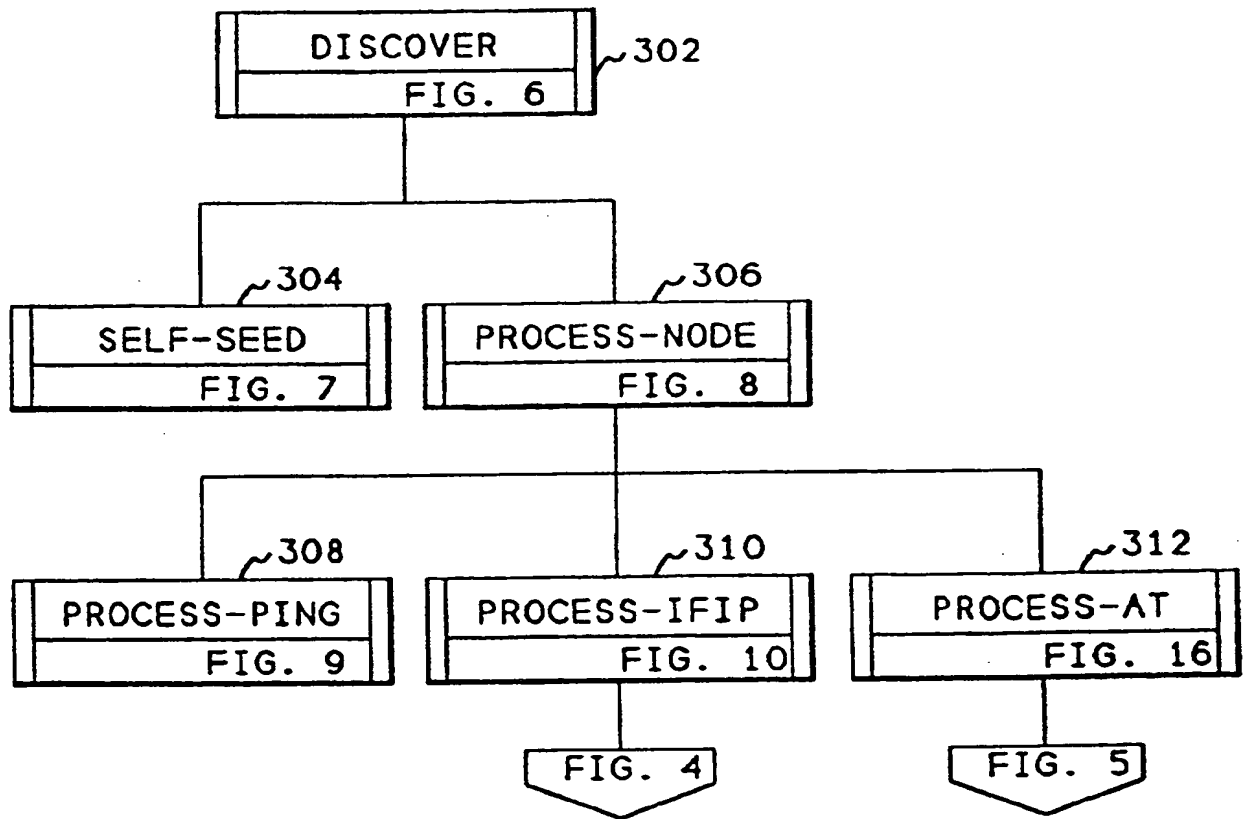 DISCOVER
FIG. 6
302
304
306
SELF-SEED
FIG. 7
PROCESS-NODE
FIG. 8
308
310
312
PROCESS-PING
FIG. 9
PROCESS-IFIP
FIG. 10
PROCESS-AT
FIG. 16
FIG. 4
FIG. 5